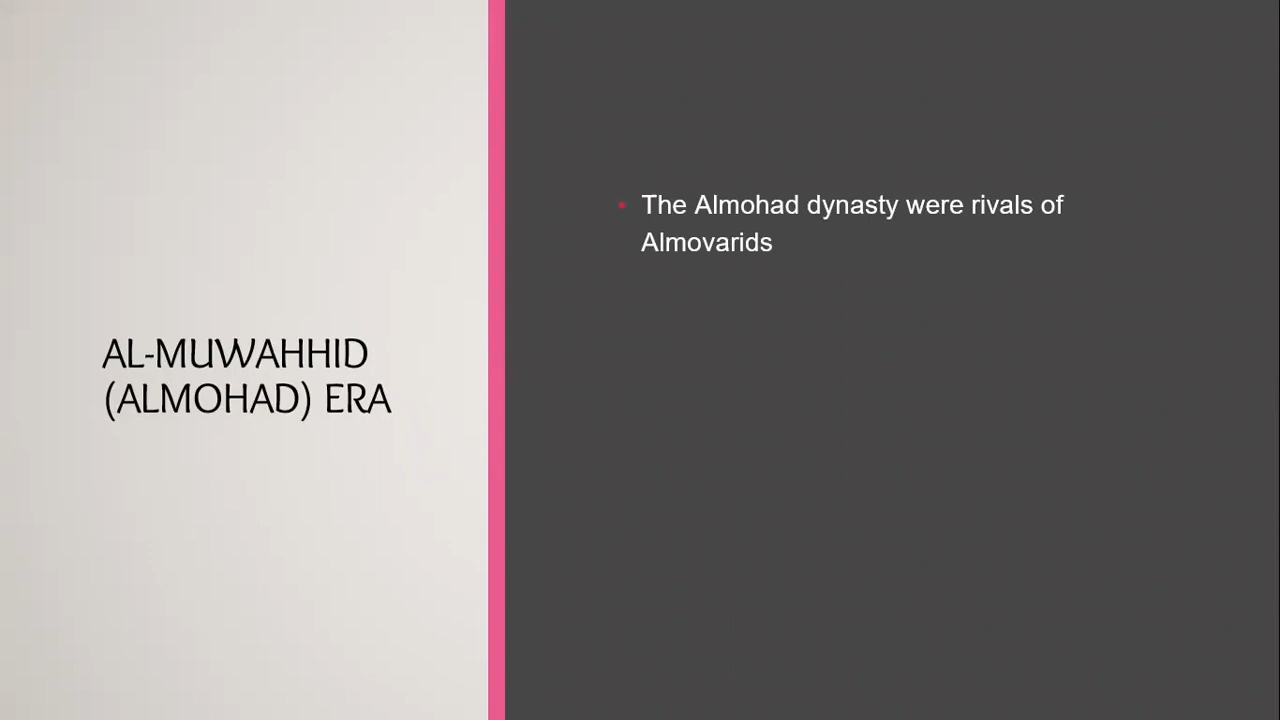 AL-MUWAHHID
(ALMOHAD) ERA
• The Almohad dynasty were rivals of
Almovarids